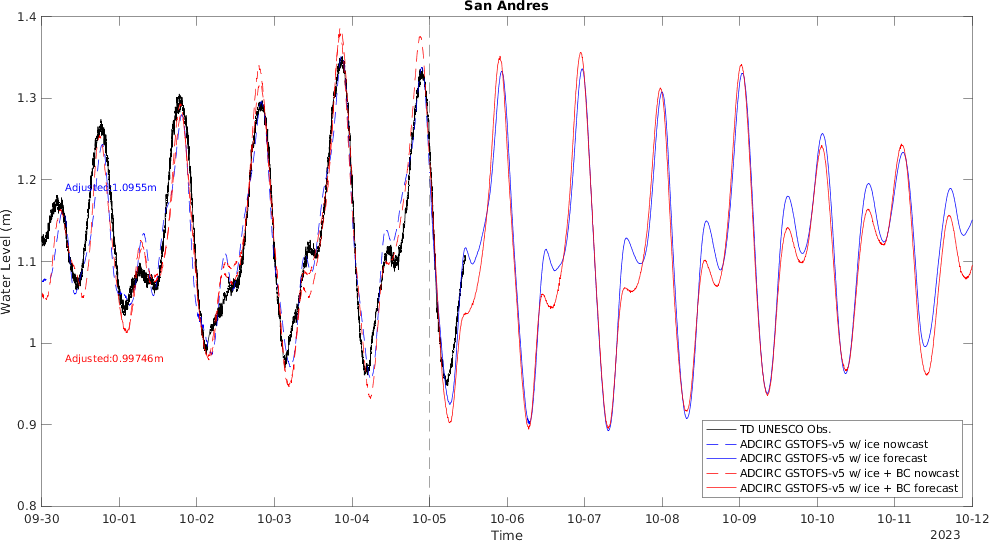 San Andres
1.4
1.3
1.2
1.1
1
0.9
0.8
Water Level (m)
Adjusted:1.0955m
Adjusted:0.99746m
TD UNESCO Obs.
ADCIRC GSTOFS-v5 w/ ice nowcast
ADCIRC GSTOFS-v5 w/ ice forecast
ADCIRC GSTOFS-v5 w/ ice + BC nowcast
ADCIRC GSTOFS-v5 w/ ice + BC forecast
09-30 10-01 10-02 10-03 10-04 10-05 10-06 10-07 10-08 10-09 10-10 10-11 10-12
Time
2023